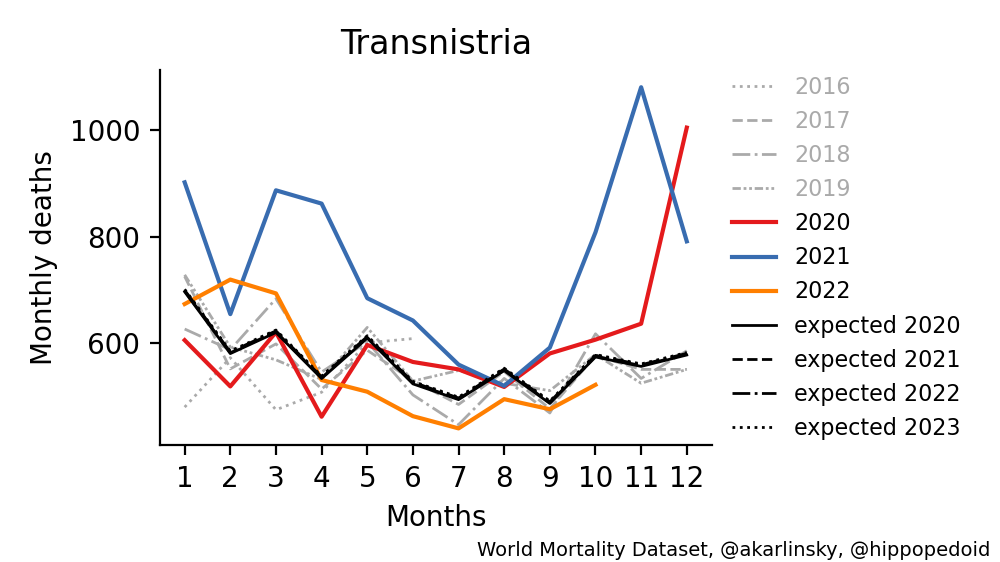 Transnistria
Monthly deaths
1000
800
600
1 2 3 4 5 6 7 8 9 10 11 12
Months
2016
2017
2018
2019
2020
2021
2022
expected 2020
expected 2021
expected 2022
expected 2023
World Mortality Dataset, @akarlinsky, @hippopedoid